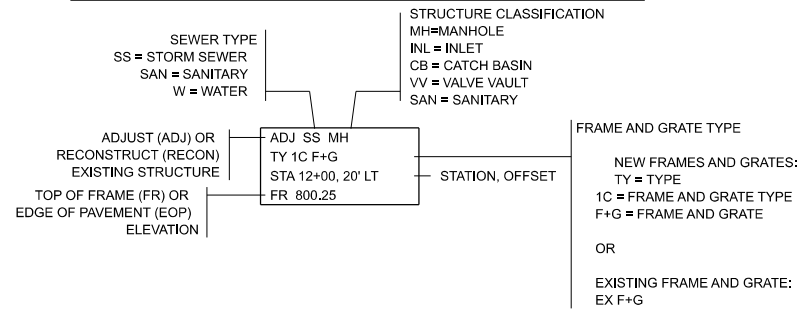 STRUCTURE CLASSIFICATION
MH=MANHOLE
INL = INLET
CB = CATCH BASIN
VV = VALVE VAULT
SAN = SANITARY
SEWER TYPE
SS = STORM SEWER
SAN = SANITARY
W = WATER
ADJUST (ADJ) OR
RECONSTRUCT (RECON)
EXISTING STRUCTURE
TOP OF FRAME (FR) OR
EDGE OF PAVEMENT (EOP)
ELEVATION
ADJ SS MH
TY 1C F+G
STA 12+00, 20' LT
FR 800.25
STATION, OFFSET
FRAME AND GRATE TYPE
NEW FRAMES AND GRATES:
TY = TYPE
1C = FRAME AND GRATE TYPE
F+G = FRAME AND GRATE
OR
EXISTING FRAME AND GRATE:
EX F+G